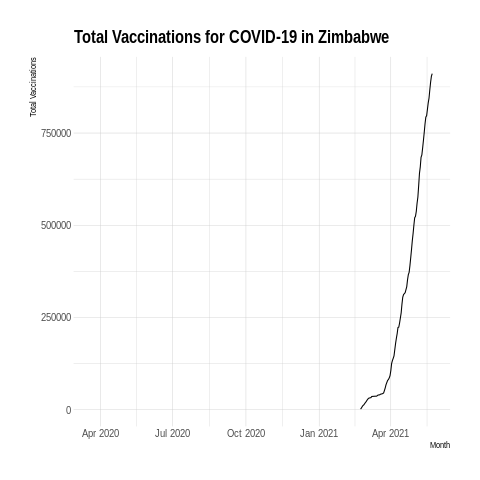 Total Vaccinations for COVID-19 in Zimbabwe
Total Vaccinations
750000
500000
250000
0
Apr 2020 Jul 2020 Oct 2020 Jan 2021 Apr 2021
Month